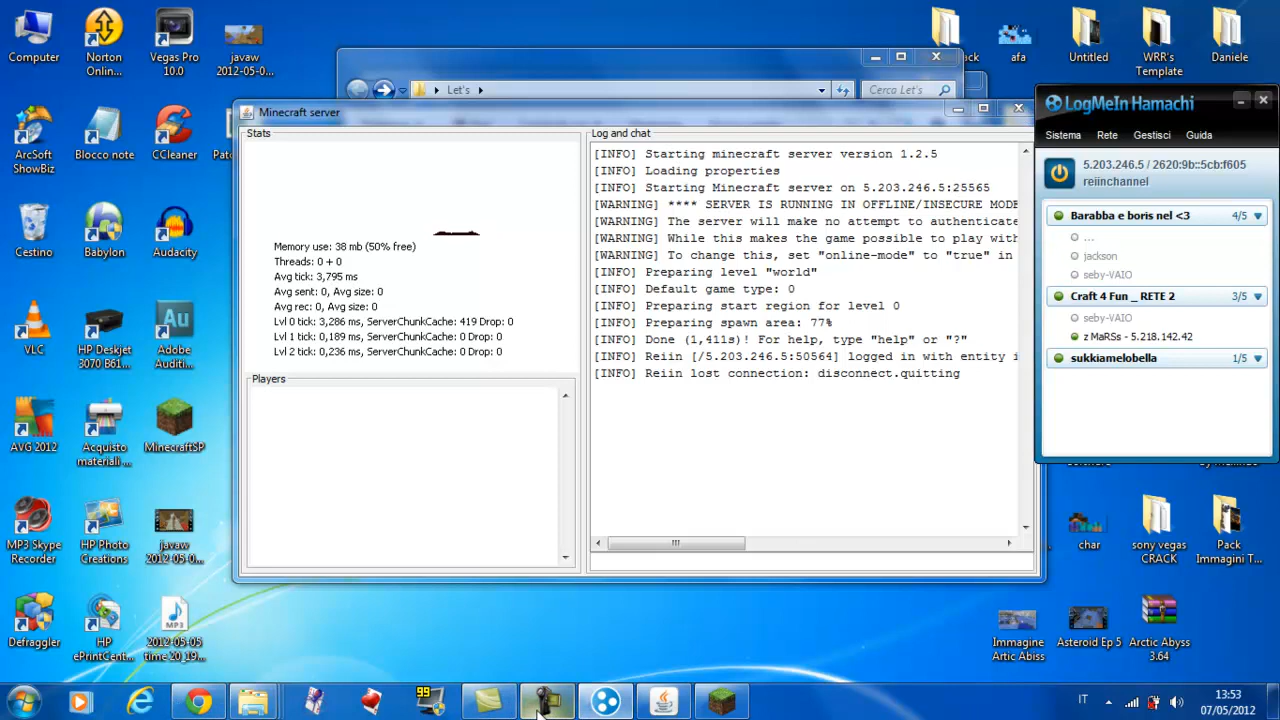 Computer
Norton
Onlin...
Vegas Pro
10.0
javaw
2012-05-0...
afa
Untitled
WRR's
Template
Daniele
ArcSoft
ShowBiz
Blocco note
CCleaner
Cestino
Babylon
Audacity
VLC
HP Deskjet
3070 B61...
Adobe
Auditi...
AVG 2012
Acquisto
materiali ...
MinecraftSP
MP3 Skype
Recorder
HP Photo
Creations
javaw
2012-05-0...
Defraggler
HP
ePrintCent...
2012-05-05
time 20_19...
Let's
Cerca Let's
Minecraft server
Stats
Memory use: 38 mb (50% free)
Threads: 0 + 0
Avg tick: 3,795 ms
Avg sent: 0, Avg size: 0
Avg rec: 0, Avg size: 0
Lvl 0 tick: 3,286 ms, ServerChunkCache: 419 Drop: 0
Lvl 1 tick: 0,189 ms, ServerChunkCache: 0 Drop: 0
Lvl 2 tick: 0,236 ms, ServerChunkCache: 0 Drop: 0
Players
Log and chat
[INFO] Starting minecraft server version 1.2.5
[INFO] Loading properties
[INFO] Starting Minecraft server on 5.203.246.5:25565
[WARNING] **** SERVER IS RUNNING IN OFFLINE/INSECURE MODE
[WARNING] The server will make no attempt to authenticate
[WARNING] While this makes the game possible to play with
[WARNING] To change this, set "online-mode" to "true" in
[INFO] Preparing level "world"
[INFO] Default game type: 0
[INFO] Preparing start region for level 0
[INFO] Preparing spawn area: 77%
[INFO] Done (1,411s)! For help, type "help" or "?"
[INFO] Reiin [/5.203.246.5:50564] logged in with entity i
[INFO] Reiin lost connection: disconnect.quitting
LogMeIn Hamachi
Sistema Rete Gestisci Guida
5.203.246.5 / 2620:9b::5cb:f605
reiinchannel
Barabba e boris nel <3 4/5
...
jackson
seby-VAIO
Craft 4 Fun _ RETE 2 3/5
seby-VAIO
z MaRSs - 5.218.142.42
sukkiamelobella 1/5
char
sony vegas
CRACK
Pack
Immagini T...
Immagine
Artic Abiss
Asteroid Ep 5
Arctic Abyss
3.64
99
IT
13:53
07/05/2012